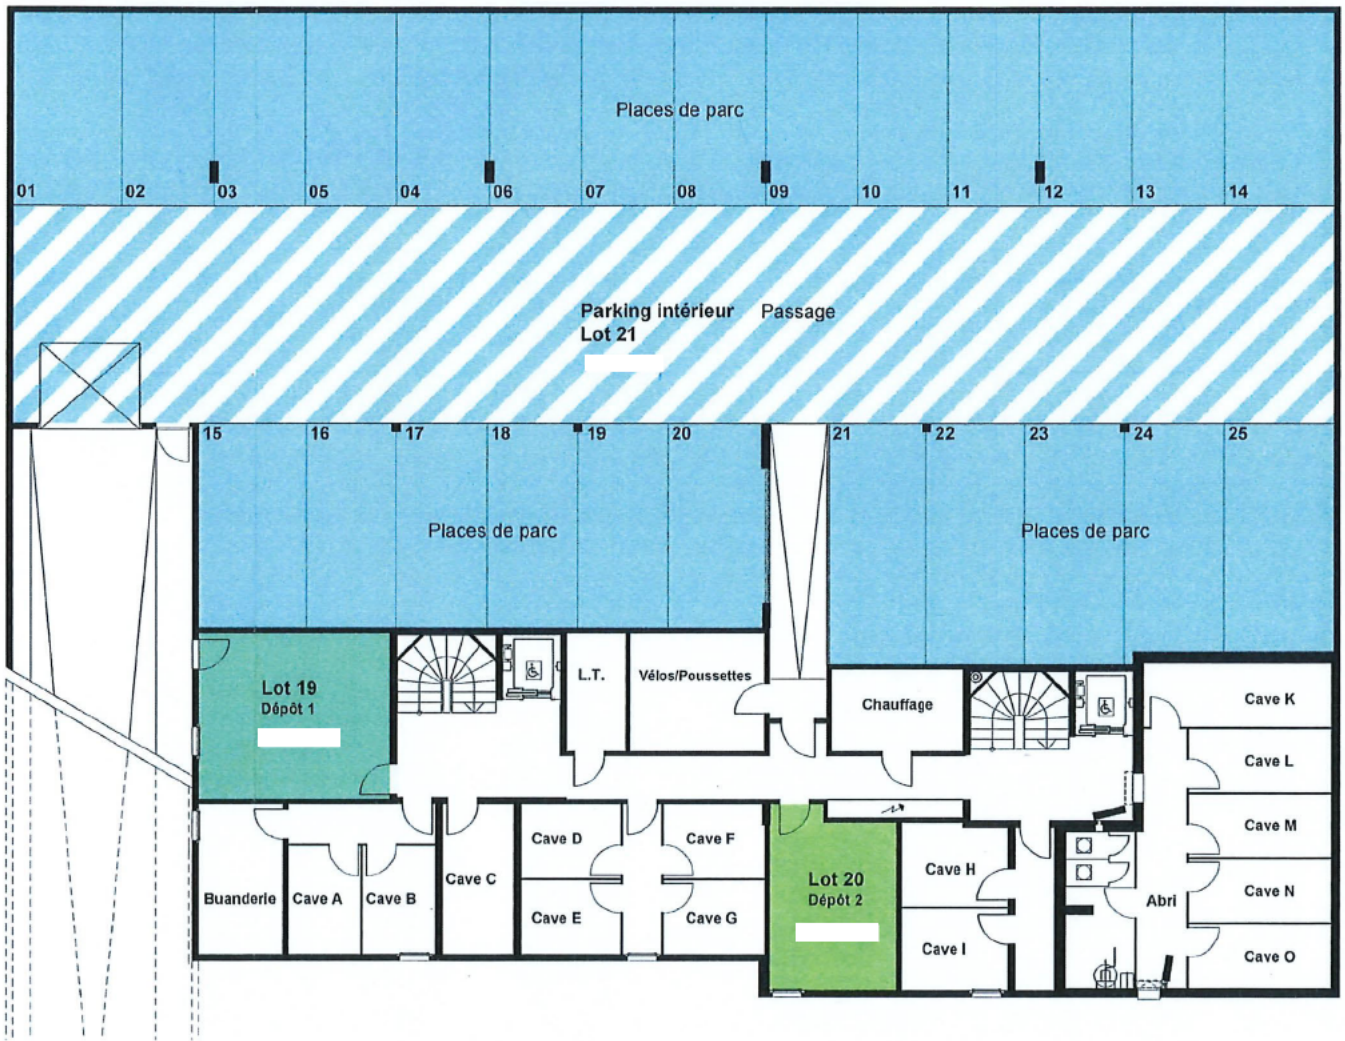 Places de parc
01 02 03 05 04 06 07 08 09 10 11 12 13 14
Parking intérieur Passage
Lot 21
15 16 17 18 19 20 21 22 23 24 25
Places de parc Places de parc
Lot 19
Dépôt 1
L.T.
Vélos/Poussettes
Chauffage
Cave K
Cave L
Cave M
Cave N
Cave O
Abri
Buanderie
Cave A
Cave B
Cave C
Cave D
Cave E
Cave F
Cave G
Lot 20
Dépôt 2
Cave H
Cave I